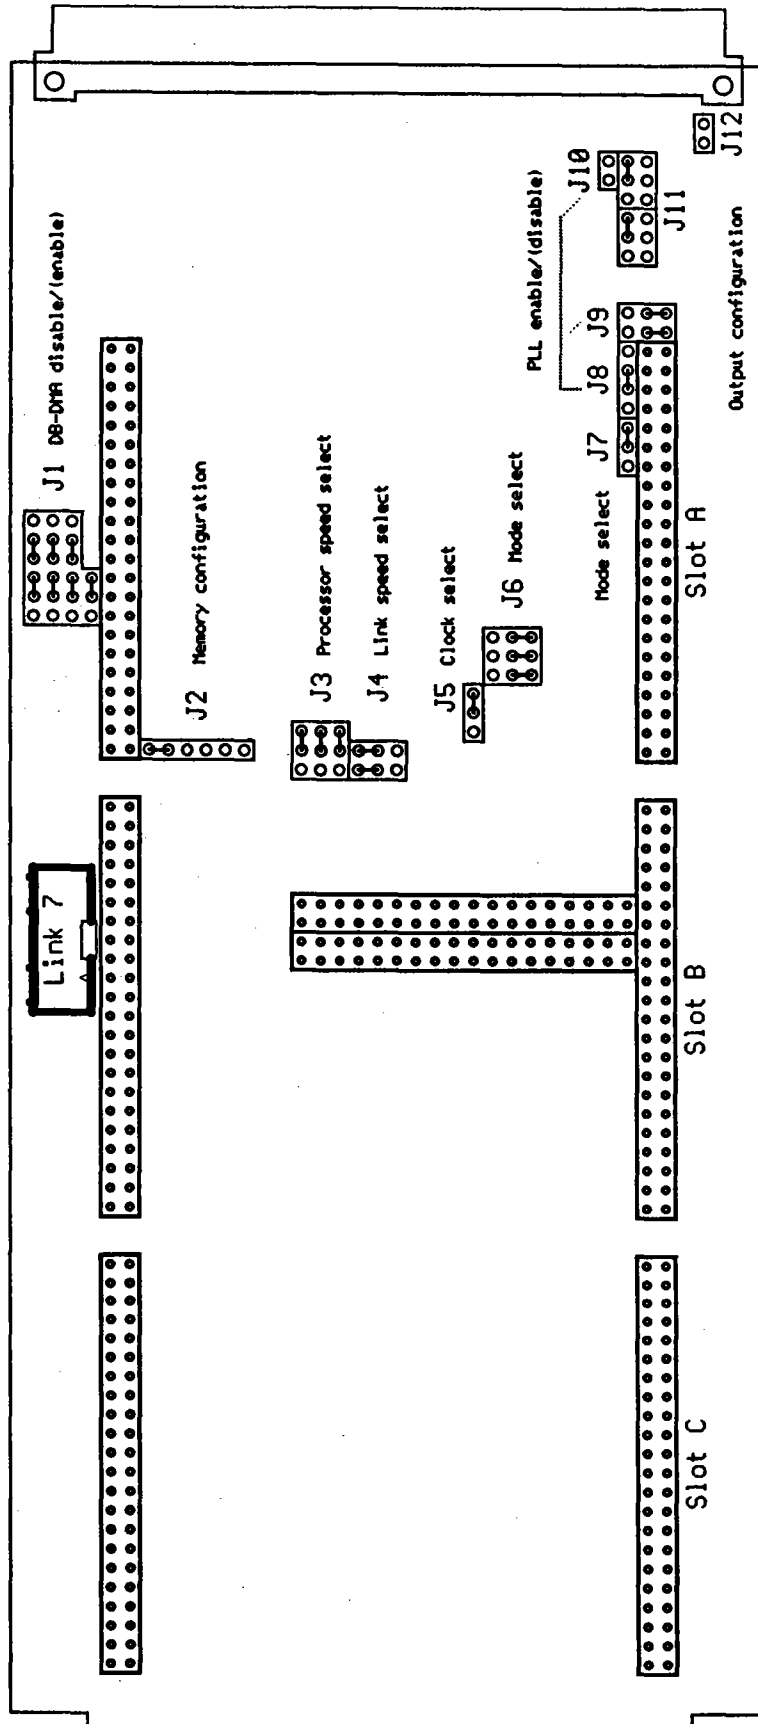 J1 DB-DMA disable/(enable)
J2 Memory configuration
Link 7
J3 Processor speed select
J4 Link speed select
J5 Clock select
J6 Mode select
PLL enable/(disable)
J10
J7
J8
J9
Mode select
J11
J12
Output configuration
Slot A
Slot B
Slot C